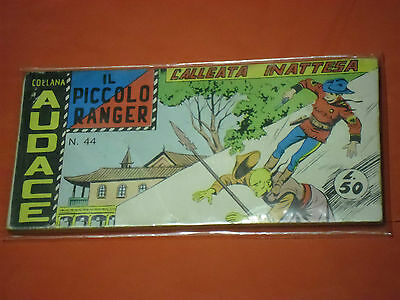 COLLANA
AUDACE
IL
PICCOLO
RANGER
N. 44
L'ALLEATA INATTESA
L. 50